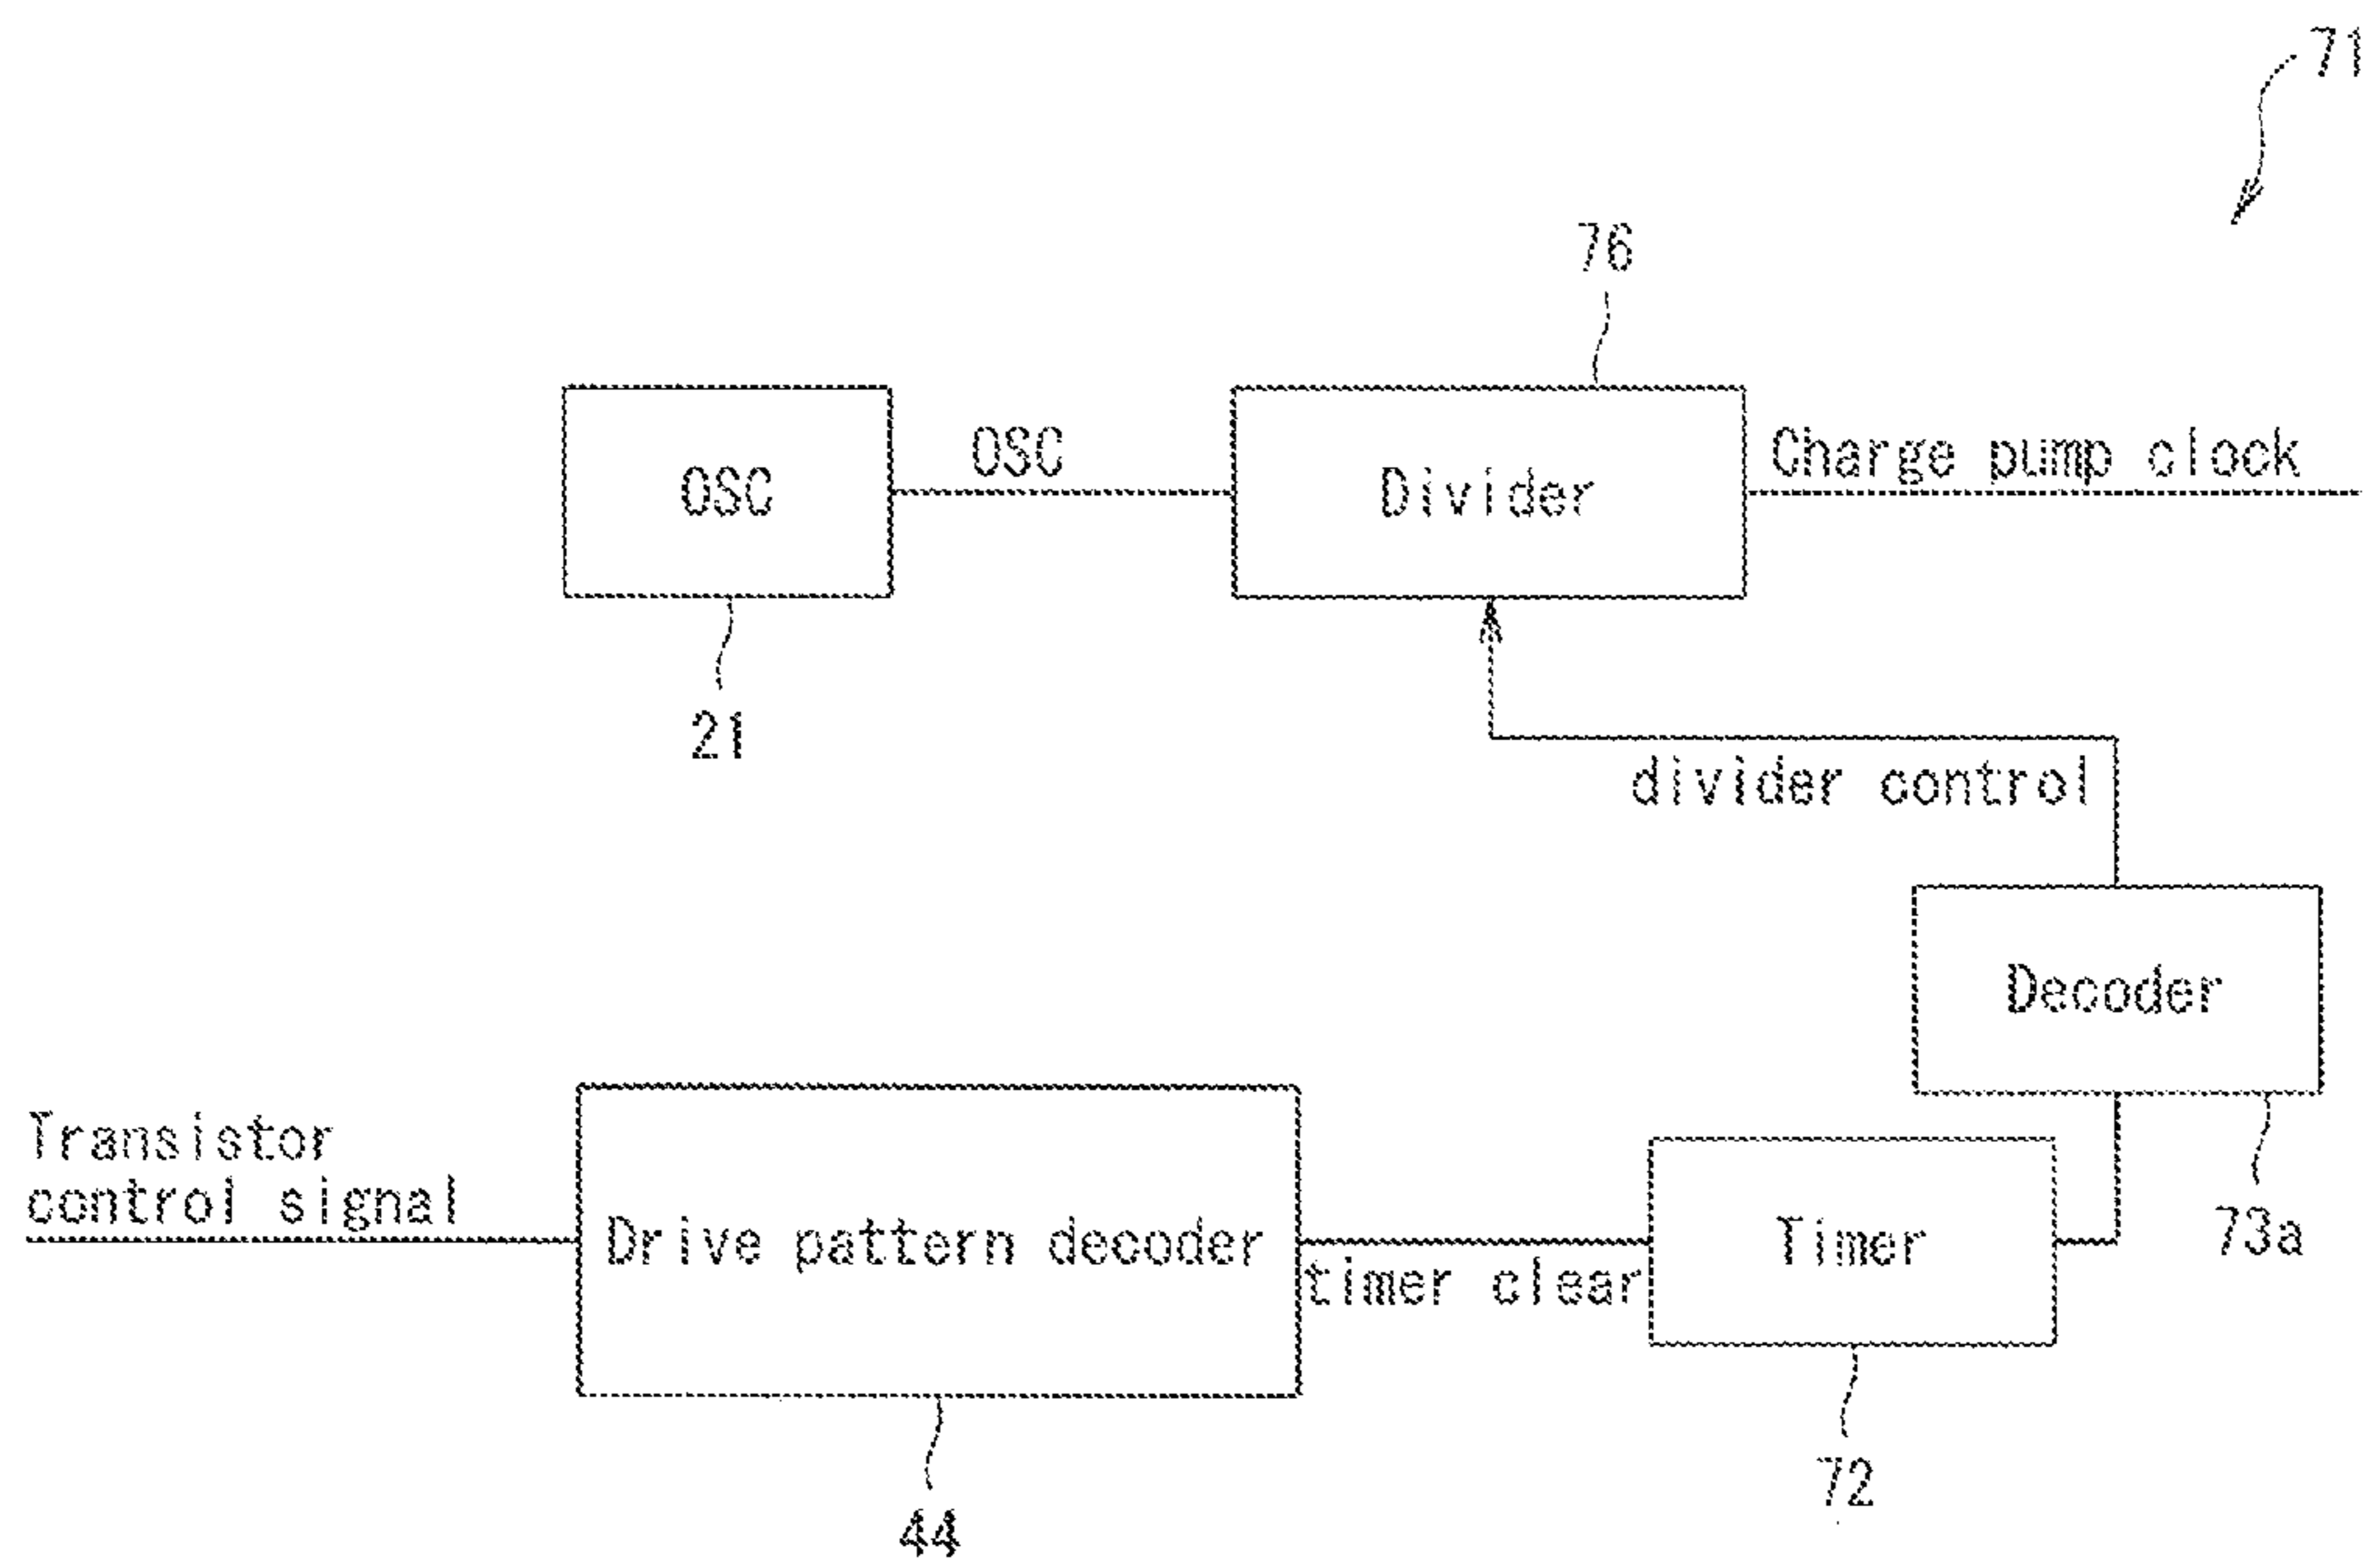 71
76
OSC
OSC
Divider
Charge pump clock
21
divider control
Decoder
Transistor
control signal
Drive pattern decoder
timer clear
Timer
73a
72
44